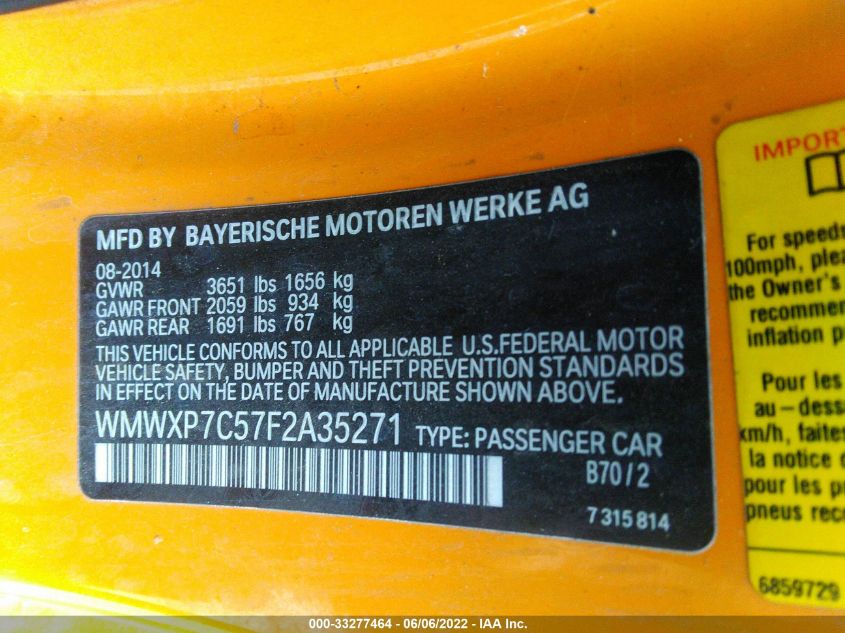 MFD BY BAYERISCHE MOTOREN WERKE AG
08-2014
GVWR 3651 lbs 1656 kg
GAWR FRONT 2059 lbs 934 kg
GAWR REAR 1691 lbs 767 kg
THIS VEHICLE CONFORMS TO ALL APPLICABLE U.S.FEDERAL MOTOR
VEHICLE SAFETY, BUMPER AND THEFT PREVENTION STANDARDS
IN EFFECT ON THE DATE OF MANUFACTURE SHOWN ABOVE.
WMWXP7C57F2A35271 TYPE: PASSENGER CAR
B70/2
7 315 814
IMPORT
For speeds
100mph, plea
the Owner's
recommen
inflation p
Pour les
au-dess
km/h, faites
la notice d
pour les p
pneus rec
6859729
000-33277464 - 06/06/2022 - IAA Inc.